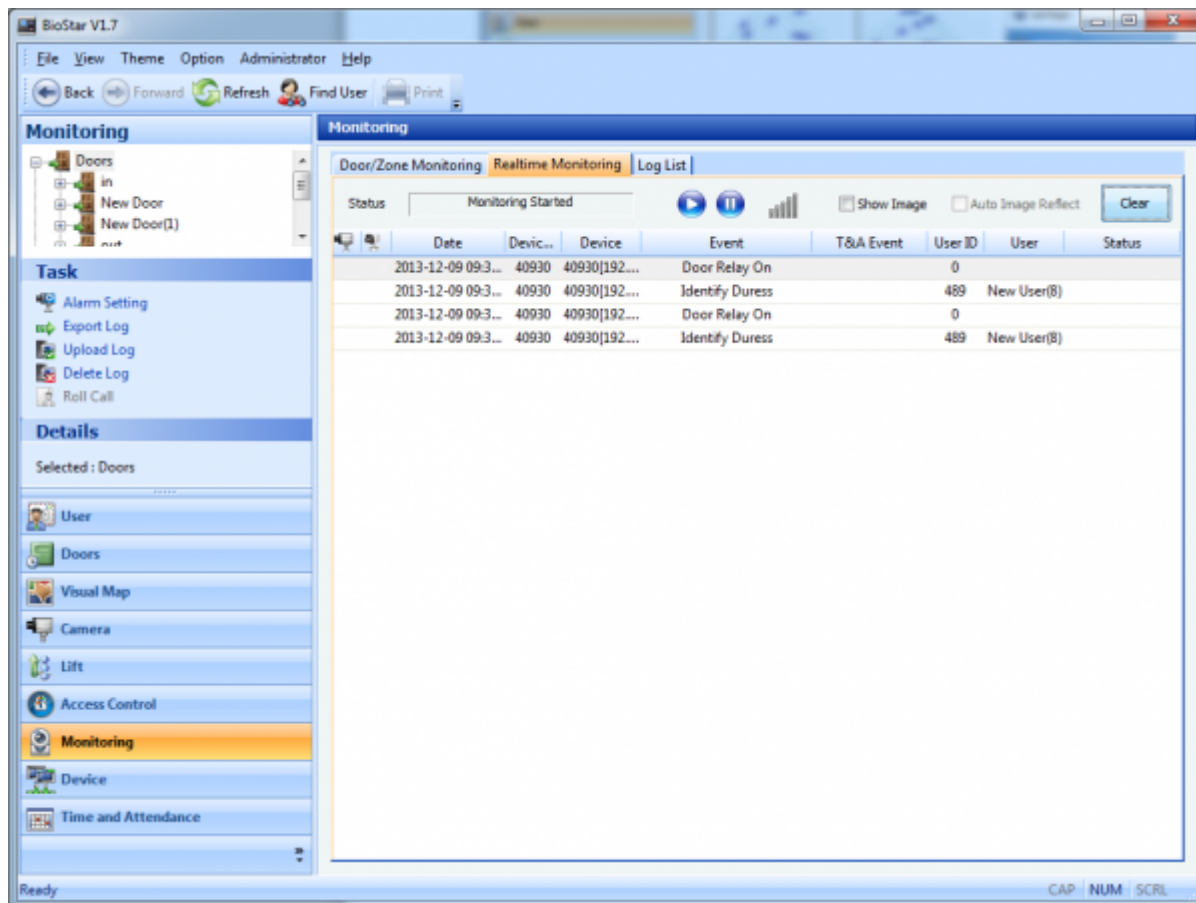 BioStar V1.7
File View Theme Option Administrator Help
Back Forward Refresh Find User Print
Monitoring
Doors
in
New Door
New Door(1)
out
Task
Alarm Setting
Export Log
Upload Log
Delete Log
Roll Call
Details
Selected : Doors
User
Doors
Visual Map
Camera
Lift
Access Control
Monitoring
Device
Time and Attendance
Monitoring
Door/Zone Monitoring Realtime Monitoring Log List
Status Monitoring Started Show Image Auto Image Reflect Clear
Date Devic... Device Event T&A Event User ID User Status
2013-12-09 09:3... 40930 40930[192.... Door Relay On 0
2013-12-09 09:3... 40930 40930[192.... Identify Duress 489 New User(8)
2013-12-09 09:3... 40930 40930[192.... Door Relay On 0
2013-12-09 09:3... 40930 40930[192.... Identify Duress 489 New User(8)
Ready CAP NUM SCRL